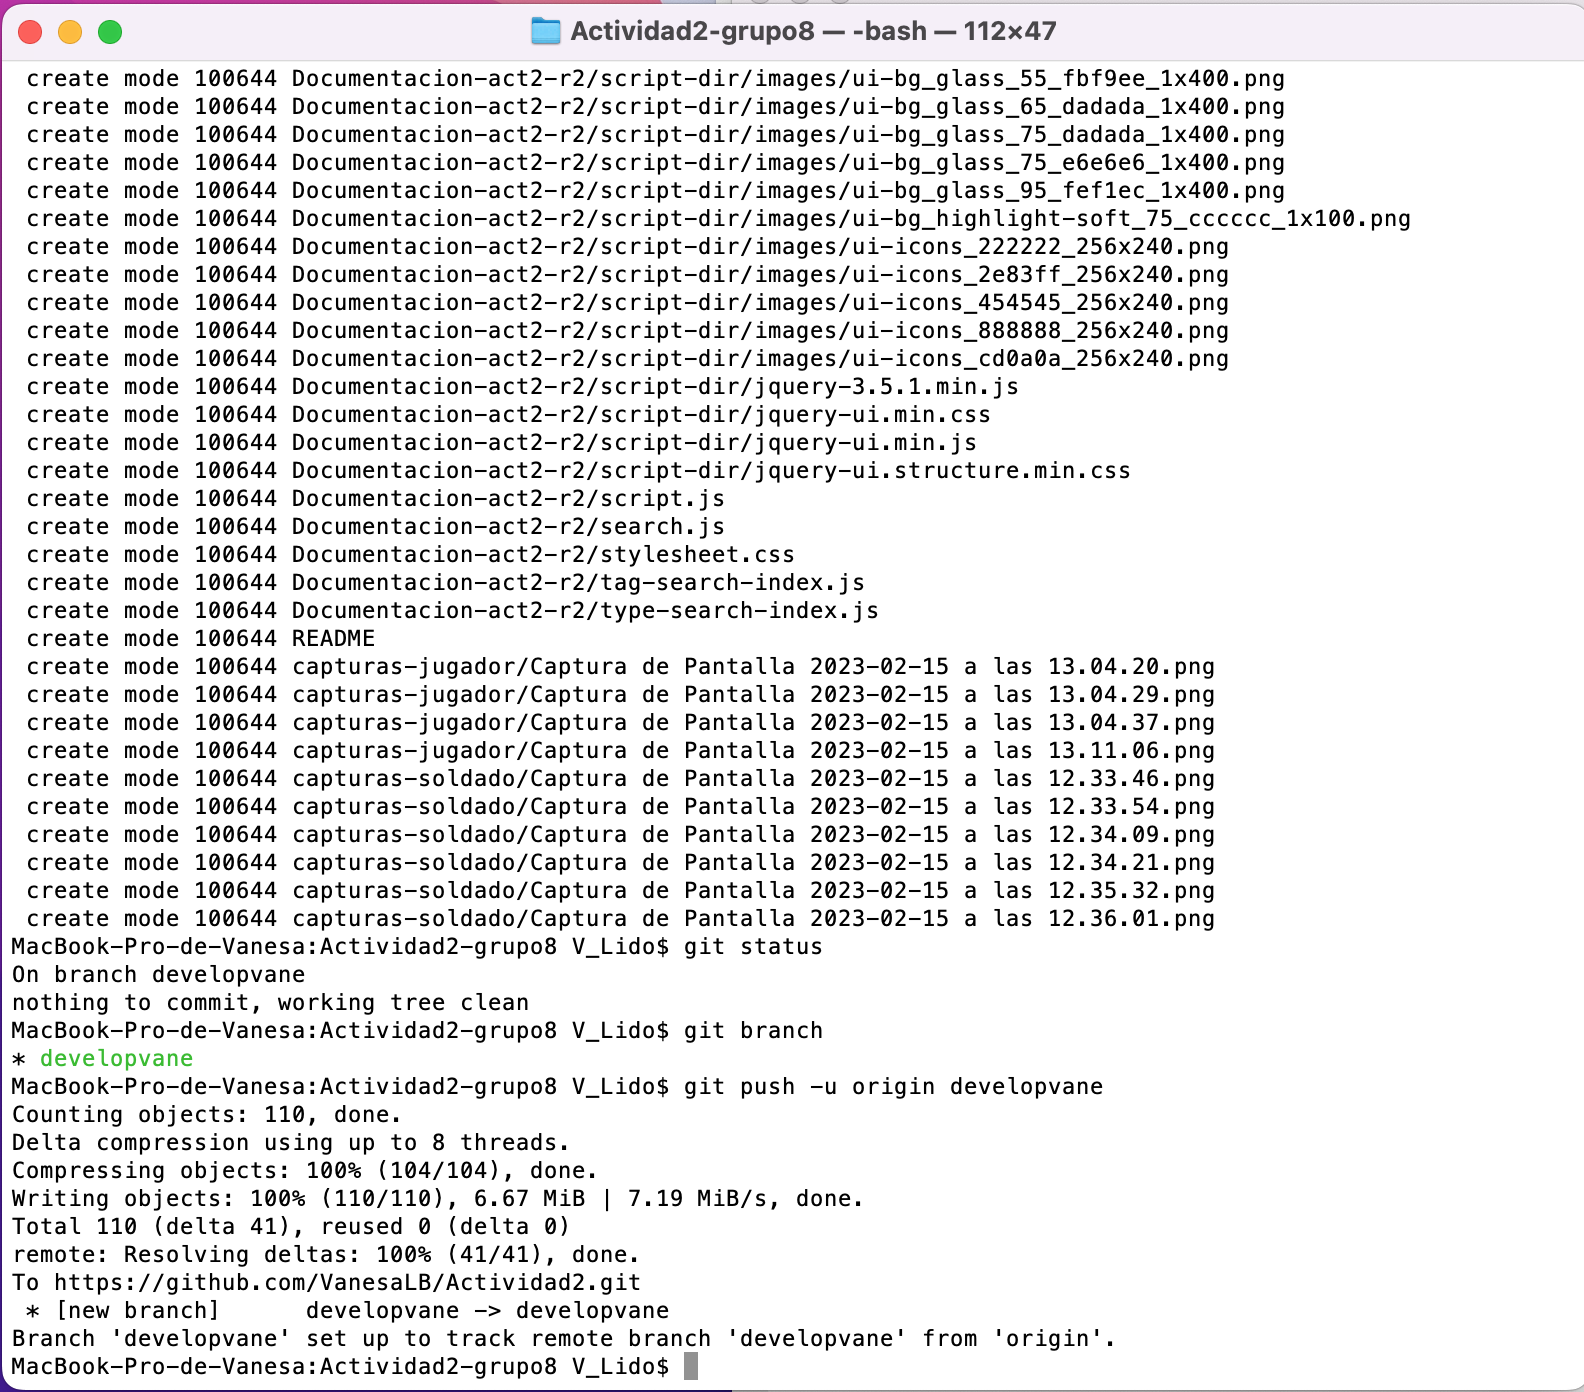 Actividad2-grupo8 — -bash — 112×47
create mode 100644 Documentacion-act2-r2/script-dir/images/ui-bg_glass_55_fbf9ee_1x400.png
create mode 100644 Documentacion-act2-r2/script-dir/images/ui-bg_glass_65_dadada_1x400.png
create mode 100644 Documentacion-act2-r2/script-dir/images/ui-bg_glass_75_dadada_1x400.png
create mode 100644 Documentacion-act2-r2/script-dir/images/ui-bg_glass_75_e6e6e6_1x400.png
create mode 100644 Documentacion-act2-r2/script-dir/images/ui-bg_glass_95_fef1ec_1x400.png
create mode 100644 Documentacion-act2-r2/script-dir/images/ui-bg_highlight-soft_75_cccccc_1x100.png
create mode 100644 Documentacion-act2-r2/script-dir/images/ui-icons_222222_256x240.png
create mode 100644 Documentacion-act2-r2/script-dir/images/ui-icons_2e83ff_256x240.png
create mode 100644 Documentacion-act2-r2/script-dir/images/ui-icons_454545_256x240.png
create mode 100644 Documentacion-act2-r2/script-dir/images/ui-icons_888888_256x240.png
create mode 100644 Documentacion-act2-r2/script-dir/images/ui-icons_cd0a0a_256x240.png
create mode 100644 Documentacion-act2-r2/script-dir/jquery-3.5.1.min.js
create mode 100644 Documentacion-act2-r2/script-dir/jquery-ui.min.css
create mode 100644 Documentacion-act2-r2/script-dir/jquery-ui.min.js
create mode 100644 Documentacion-act2-r2/script-dir/jquery-ui.structure.min.css
create mode 100644 Documentacion-act2-r2/script.js
create mode 100644 Documentacion-act2-r2/search.js
create mode 100644 Documentacion-act2-r2/stylesheet.css
create mode 100644 Documentacion-act2-r2/tag-search-index.js
create mode 100644 Documentacion-act2-r2/type-search-index.js
create mode 100644 README
create mode 100644 capturas-jugador/Captura de Pantalla 2023-02-15 a las 13.04.20.png
create mode 100644 capturas-jugador/Captura de Pantalla 2023-02-15 a las 13.04.29.png
create mode 100644 capturas-jugador/Captura de Pantalla 2023-02-15 a las 13.04.37.png
create mode 100644 capturas-jugador/Captura de Pantalla 2023-02-15 a las 13.11.06.png
create mode 100644 capturas-soldado/Captura de Pantalla 2023-02-15 a las 12.33.46.png
create mode 100644 capturas-soldado/Captura de Pantalla 2023-02-15 a las 12.33.54.png
create mode 100644 capturas-soldado/Captura de Pantalla 2023-02-15 a las 12.34.09.png
create mode 100644 capturas-soldado/Captura de Pantalla 2023-02-15 a las 12.34.21.png
create mode 100644 capturas-soldado/Captura de Pantalla 2023-02-15 a las 12.35.32.png
create mode 100644 capturas-soldado/Captura de Pantalla 2023-02-15 a las 12.36.01.png
MacBook-Pro-de-Vanesa:Actividad2-grupo8 V_Lido$ git status
On branch developvane
nothing to commit, working tree clean
MacBook-Pro-de-Vanesa:Actividad2-grupo8 V_Lido$ git branch
* developvane
MacBook-Pro-de-Vanesa:Actividad2-grupo8 V_Lido$ git push -u origin developvane
Counting objects: 110, done.
Delta compression using up to 8 threads.
Compressing objects: 100% (104/104), done.
Writing objects: 100% (110/110), 6.67 MiB | 7.19 MiB/s, done.
Total 110 (delta 41), reused 0 (delta 0)
remote: Resolving deltas: 100% (41/41), done.
To https://github.com/VanesaLB/Actividad2.git
 * [new branch]      developvane -> developvane
Branch 'developvane' set up to track remote branch 'developvane' from 'origin'.
MacBook-Pro-de-Vanesa:Actividad2-grupo8 V_Lido$